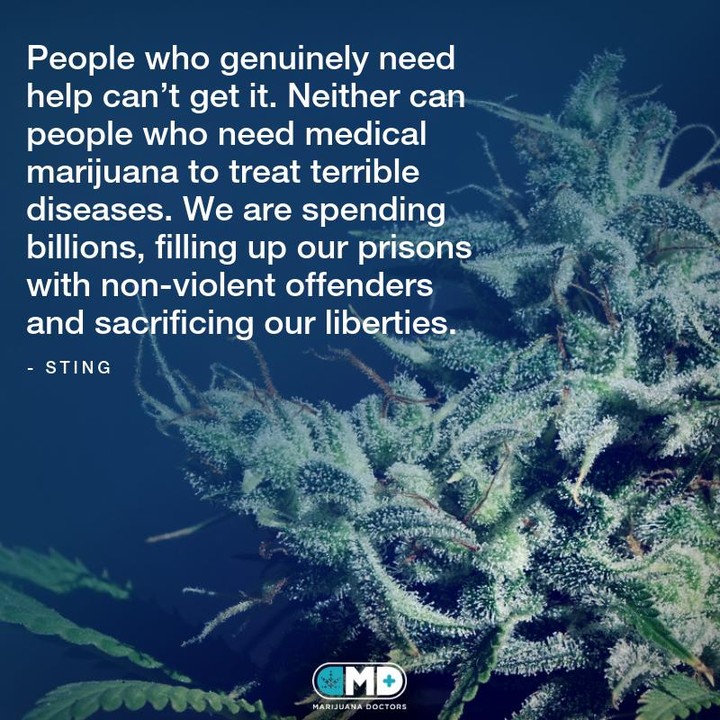 People who genuinely need
help can’t get it. Neither can
people who need medical
marijuana to treat terrible
diseases. We are spending
billions, filling up our prisons
with non-violent offenders
and sacrificing our liberties.
- STING
MD
MARIJUANA DOCTORS